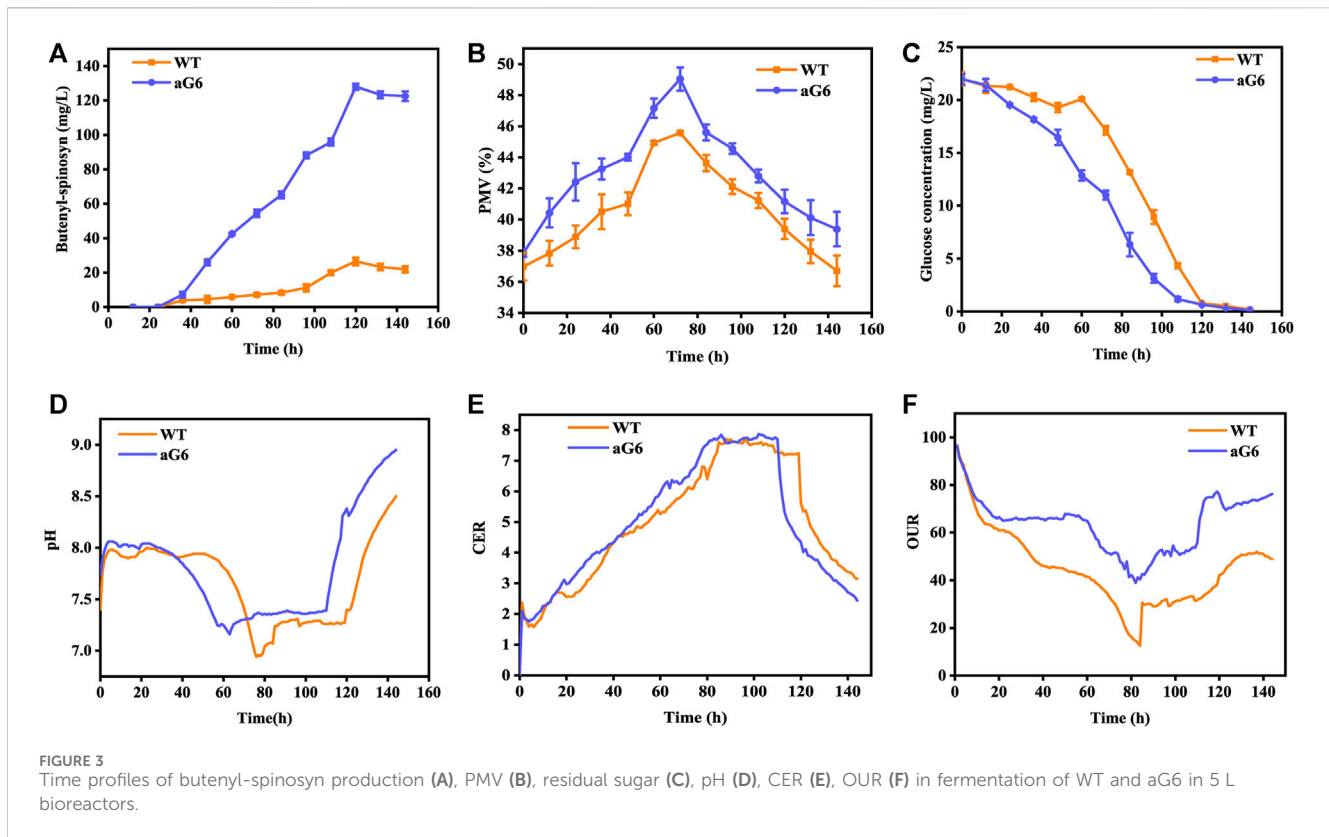 A
WT
aG6
Butenyl-spinosyn (mg/L)
140
120
100
80
60
40
20
0
0 20 40 60 80 100 120 140 160
Time (h)
B
WT
aG6
PMV (%)
50
48
46
44
42
40
38
36
34
0 20 40 60 80 100 120 140 160
Time (h)
C
WT
aG6
Glucose concentration (mg/L)
25
20
15
10
5
0
0 20 40 60 80 100 120 140 160
Time (h)
D
WT
aG6
pH
9.0
8.5
8.0
7.5
7.0
0 20 40 60 80 100 120 140 160
Time(h)
E
WT
aG6
CER
8
7
6
5
4
3
2
1
0
0 20 40 60 80 100 120 140
Time (h)
F
WT
aG6
OUR
100
80
60
40
20
0
0 20 40 60 80 100 120 140
Time (h)
FIGURE 3
Time profiles of butenyl-spinosyn production (A), PMV (B), residual sugar (C), pH (D), CER (E), OUR (F) in fermentation of WT and aG6 in 5 L
bioreactors.